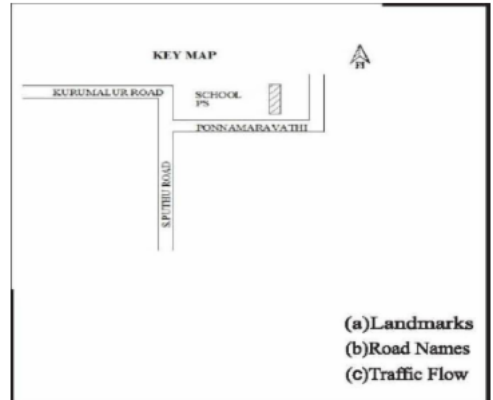 KEY MAP
KURUMALUR ROAD
SCHOOL
PS
PONNAMARAVATHI
S.PUTHU ROAD
(a)Landmarks
(b)Road Names
(c)Traffic Flow